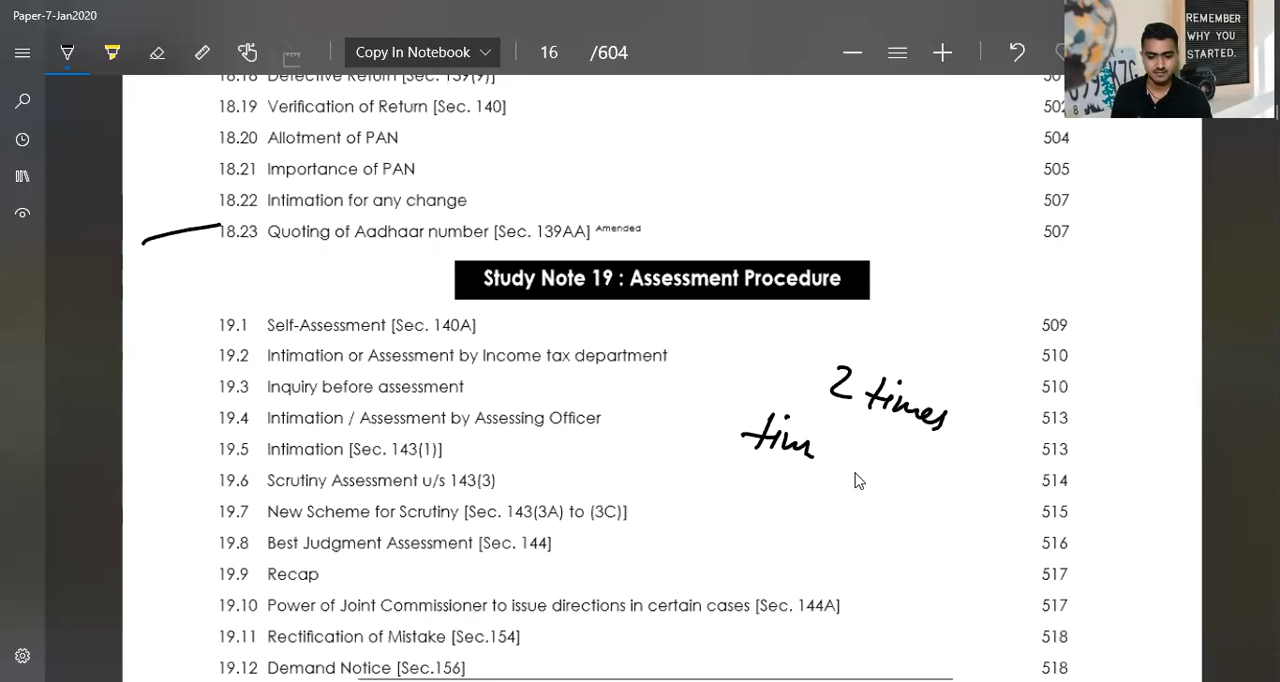 Paper-7-Jan2020
REMEMBER
WHY YOU
STARTED.
Copy In Notebook 16 /604
18.18 Defective Return [Sec. 139(9)]
18.19 Verification of Return [Sec. 140] 502
18.20 Allotment of PAN 504
18.21 Importance of PAN 505
18.22 Intimation for any change 507
18.23 Quoting of Aadhaar number [Sec. 139AA] Amended 507
Study Note 19 : Assessment Procedure
19.1 Self-Assessment [Sec. 140A] 509
19.2 Intimation or Assessment by Income tax department 510
19.3 Inquiry before assessment 510
2 times
19.4 Intimation / Assessment by Assessing Officer 513
tim
19.5 Intimation [Sec. 143(1)] 513
19.6 Scrutiny Assessment u/s 143(3) 514
19.7 New Scheme for Scrutiny [Sec. 143(3A) to (3C)] 515
19.8 Best Judgment Assessment [Sec. 144] 516
19.9 Recap 517
19.10 Power of Joint Commissioner to issue directions in certain cases [Sec. 144A] 517
19.11 Rectification of Mistake [Sec.154] 518
19.12 Demand Notice [Sec.156] 518